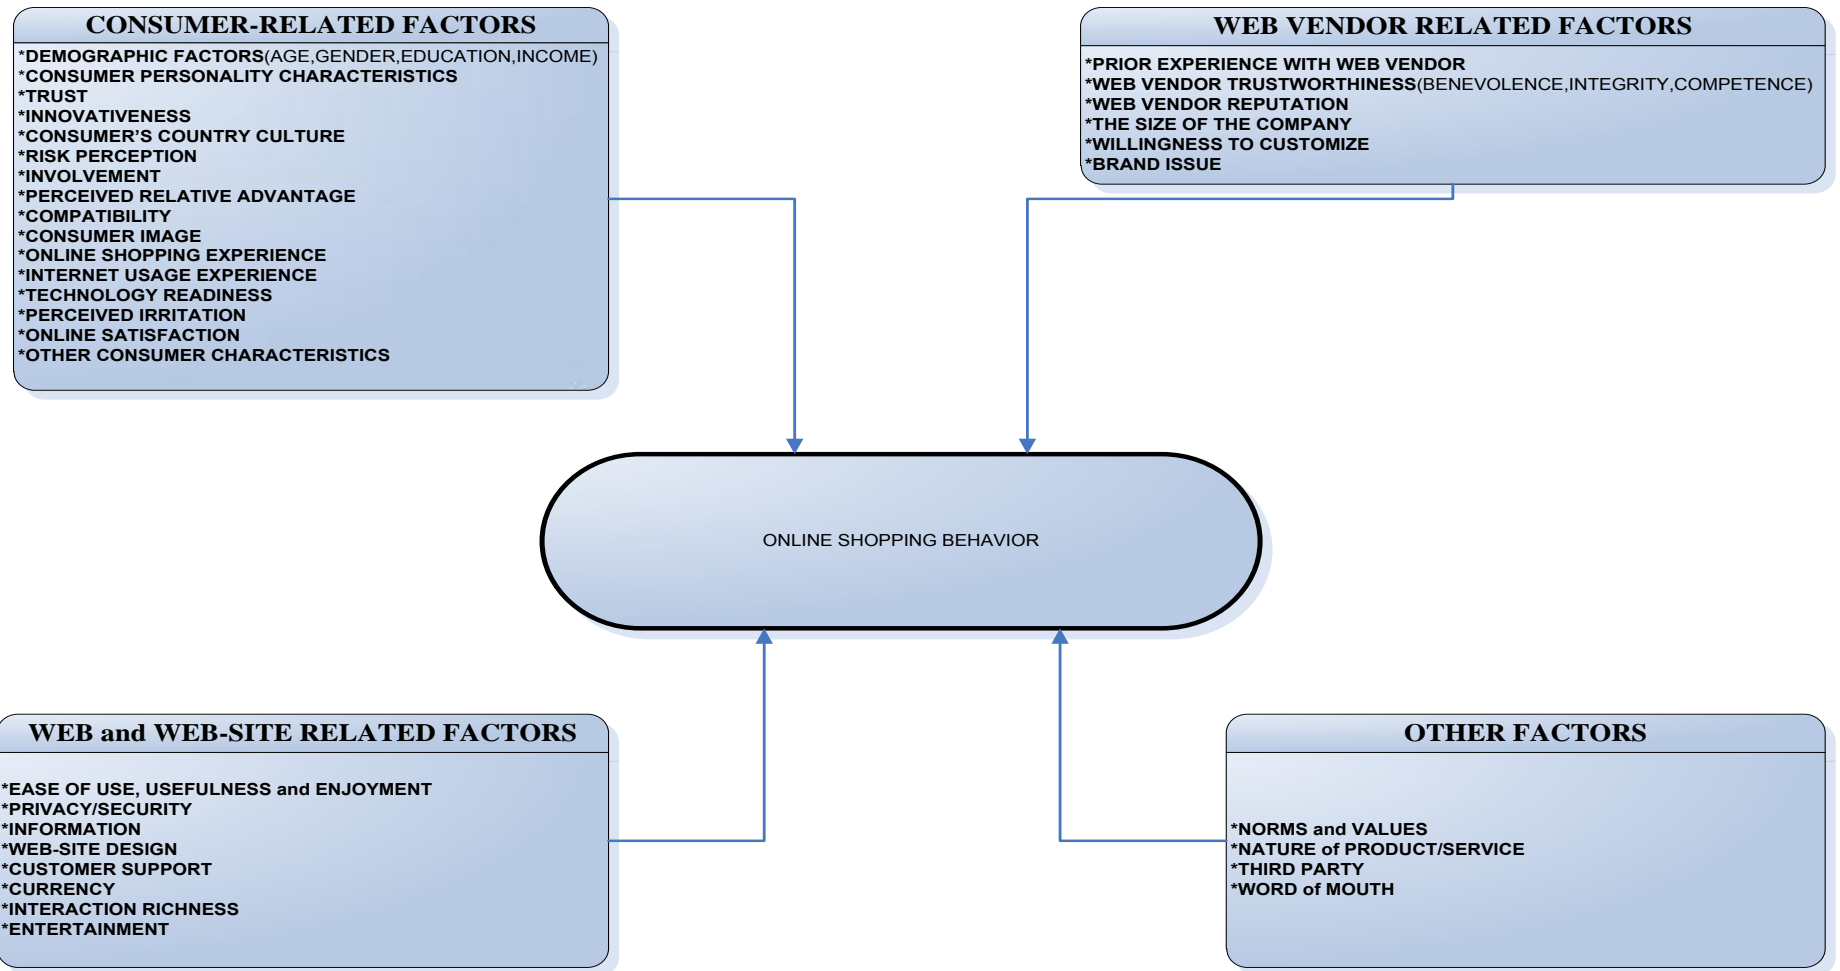 CONSUMER-RELATED FACTORS
*DEMOGRAPHIC FACTORS(AGE,GENDER,EDUCATION,INCOME)
*CONSUMER PERSONALITY CHARACTERISTICS
*TRUST
*INNOVATIVENESS
*CONSUMER'S COUNTRY CULTURE
*RISK PERCEPTION
*INVOLVEMENT
*PERCEIVED RELATIVE ADVANTAGE
*COMPATIBILITY
*CONSUMER IMAGE
*ONLINE SHOPPING EXPERIENCE
*INTERNET USAGE EXPERIENCE
*TECHNOLOGY READINESS
*PERCEIVED IRRITATION
*ONLINE SATISFACTION
*OTHER CONSUMER CHARACTERISTICS
WEB VENDOR RELATED FACTORS
*PRIOR EXPERIENCE WITH WEB VENDOR
*WEB VENDOR TRUSTWORTHINESS(BENEVOLENCE,INTEGRITY,COMPETENCE)
*WEB VENDOR REPUTATION
*THE SIZE OF THE COMPANY
*WILLINGNESS TO CUSTOMIZE
*BRAND ISSUE
ONLINE SHOPPING BEHAVIOR
WEB and WEB-SITE RELATED FACTORS
*EASE OF USE, USEFULNESS and ENJOYMENT
*PRIVACY/SECURITY
*INFORMATION
*WEB-SITE DESIGN
*CUSTOMER SUPPORT
*CURRENCY
*INTERACTION RICHNESS
*ENTERTAINMENT
OTHER FACTORS
*NORMS and VALUES
*NATURE of PRODUCT/SERVICE
*THIRD PARTY
*WORD of MOUTH